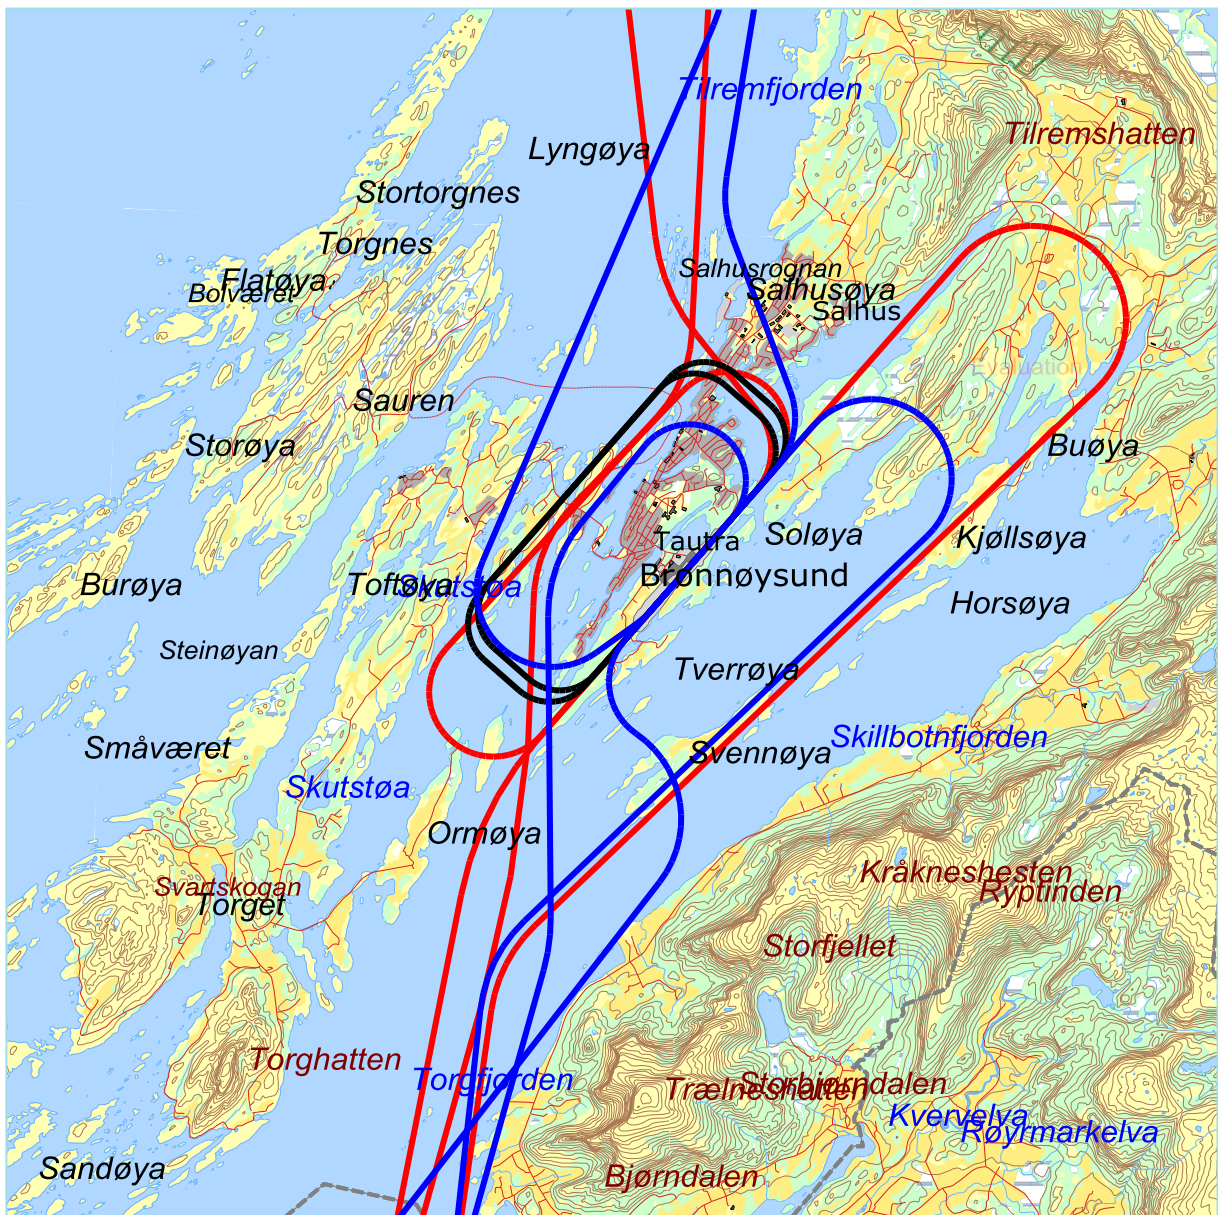 Tilremfjorden
Tilremshatten
Lyngøya
Stortorgnes
Torgnes
Salhusrognan
Flatøya
Bolværet
Salhusøya
Salhus
Evaluation
Sauren
Storøya
Buøya
Soløya
Kjøllsøya
Tautra
Brønnøysund
Burøya
Toftøya
Skutstøa
Horsøya
Steinøyan
Tverrøya
Skillbotnfjorden
Småværet
Svennøya
Skutstøa
Ormøya
Kråkneshesten
Svartskogan
Ryptinden
Torget
Storfjellet
Torghatten
Torgfjorden
Storbjørndalen
Trælneshatten
Kvervelva
Røyrmarkelva
Sandøya
Bjørndalen